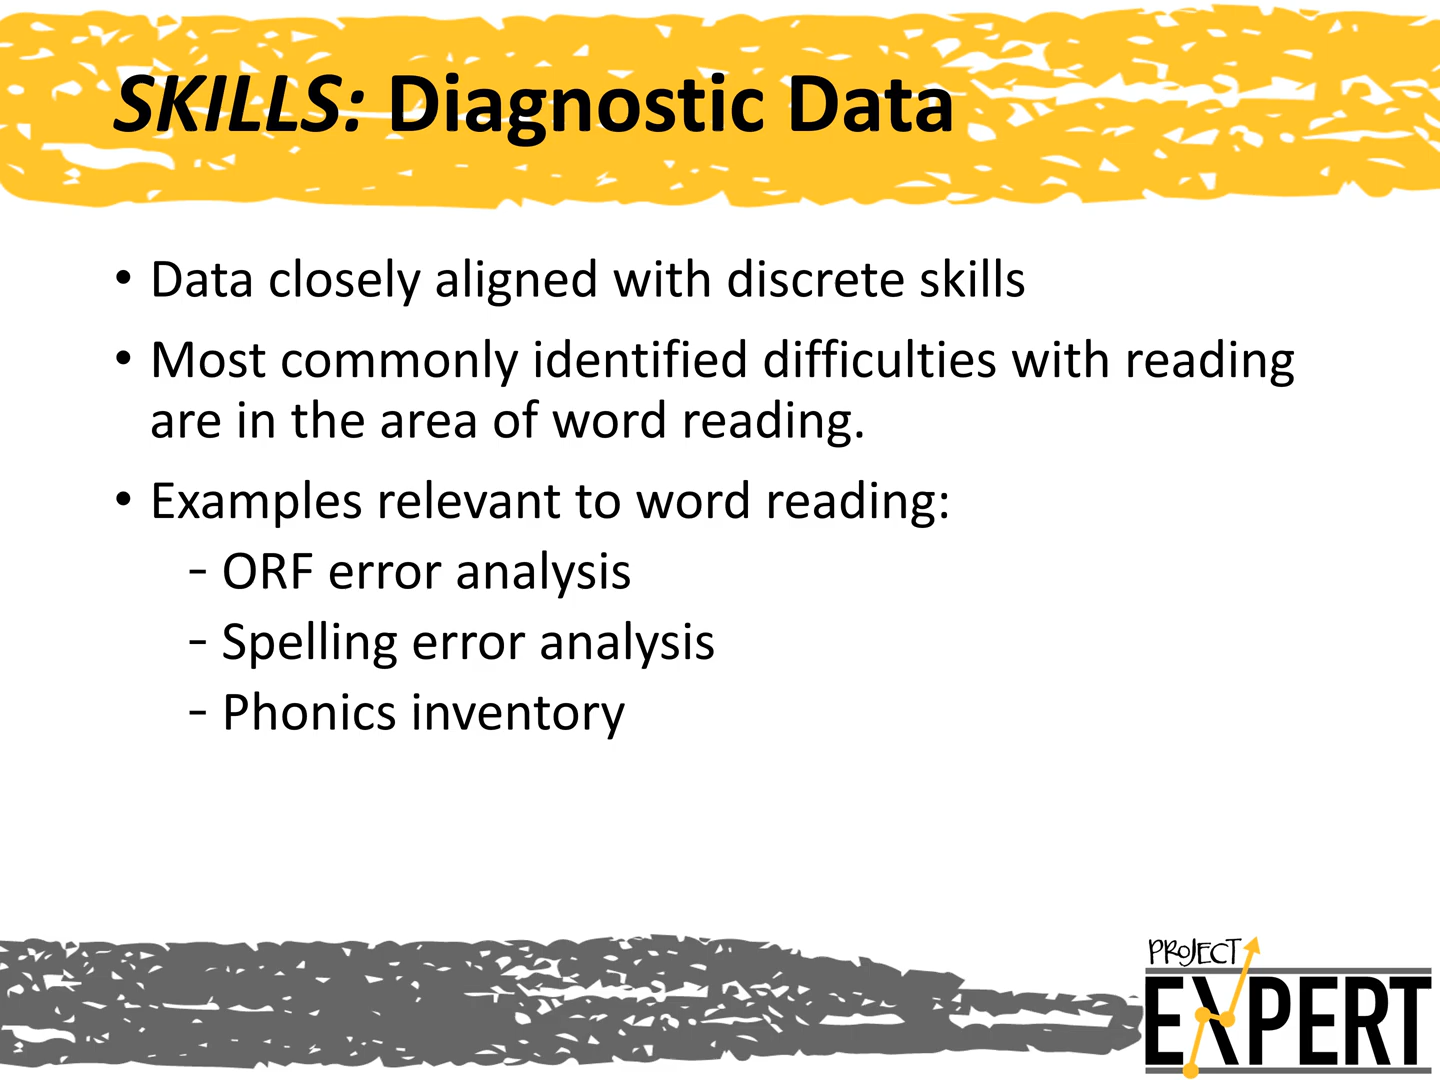 SKILLS: Diagnostic Data
• Data closely aligned with discrete skills
• Most commonly identified difficulties with reading
are in the area of word reading.
• Examples relevant to word reading:
- ORF error analysis
- Spelling error analysis
- Phonics inventory
PROJECT
EXPERT